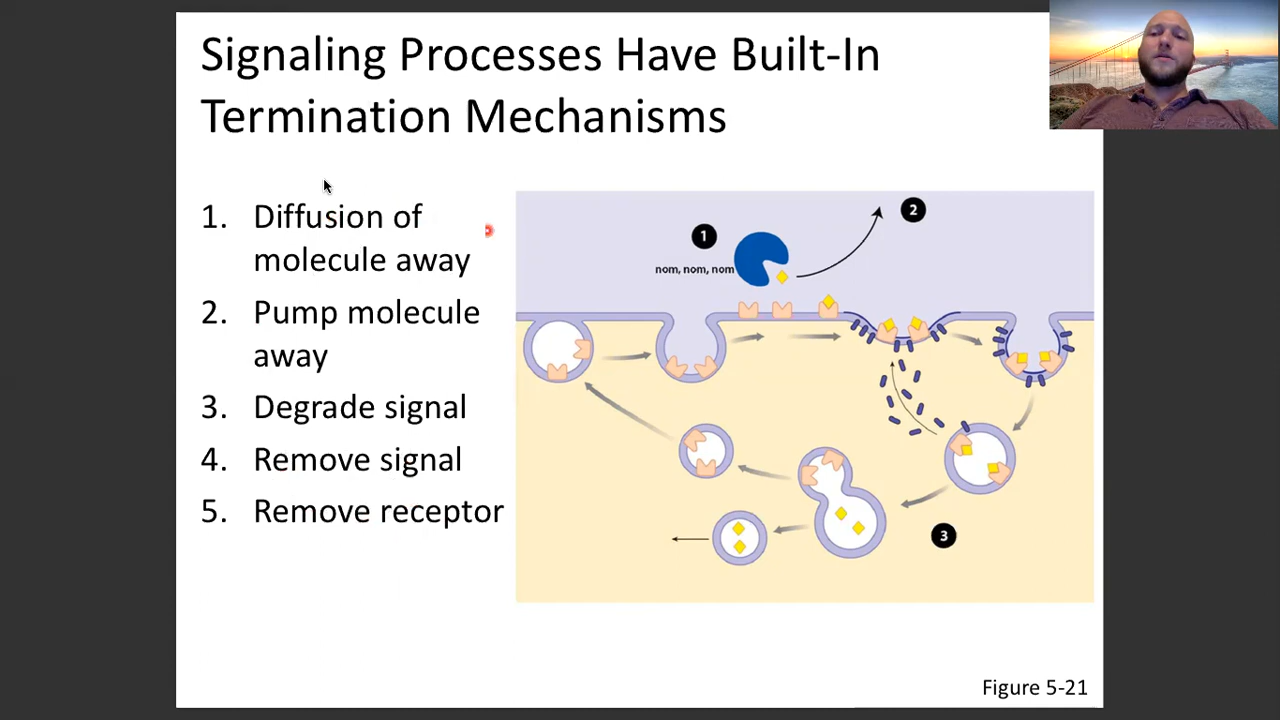 Signaling Processes Have Built-In
Termination Mechanisms
1. Diffusion of
molecule away
2. Pump molecule
away
3. Degrade signal
4. Remove signal
5. Remove receptor
1
2
nom, nom, nom
3
Figure 5-21